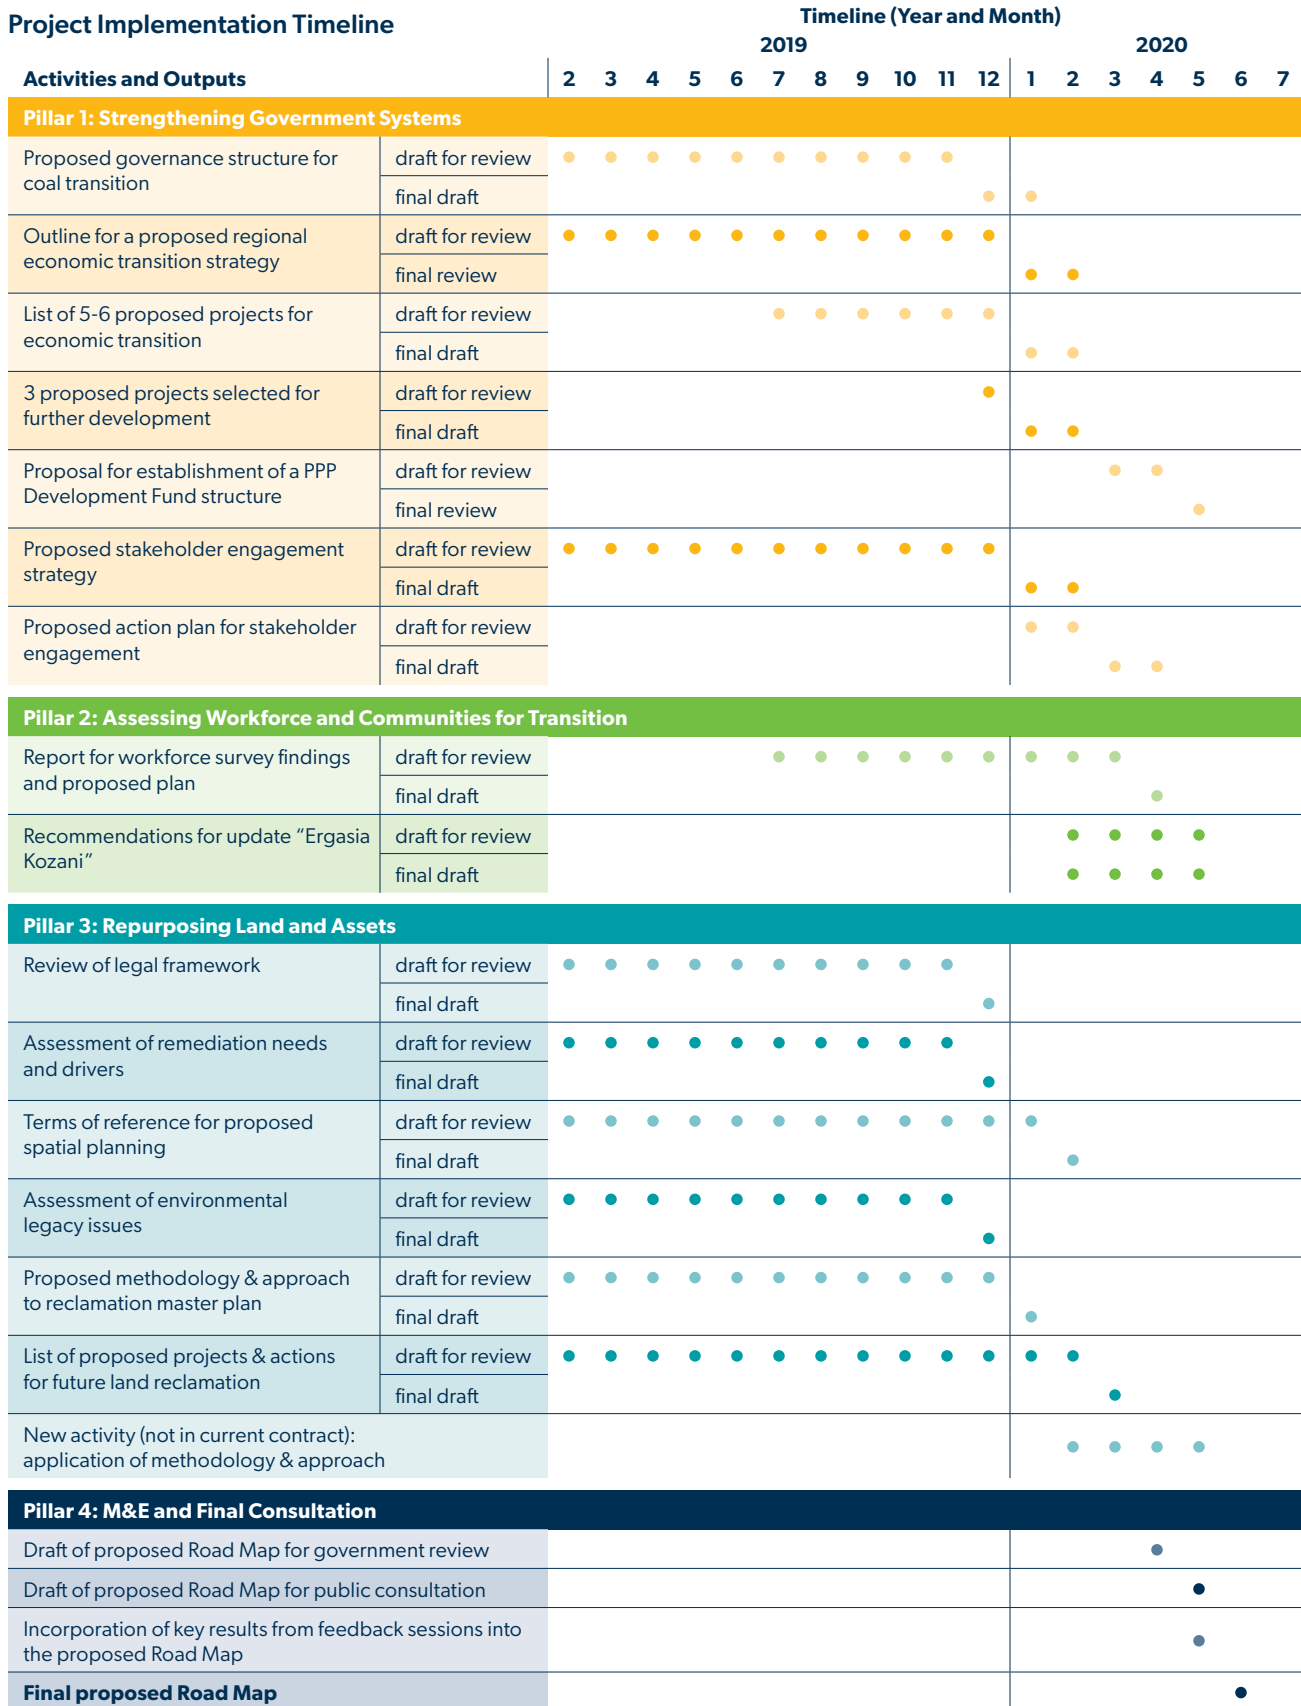 Project Implementation Timeline
Timeline (Year and Month)
2019
2020
Activities and Outputs
2 3 4 5 6 7 8 9 10 11 12 1 2 3 4 5 6 7
Pillar 1: Strengthening Government Systems
Proposed governance structure for
coal transition
draft for review
final draft
Outline for a proposed regional
economic transition strategy
draft for review
final review
List of 5-6 proposed projects for
economic transition
draft for review
final draft
3 proposed projects selected for
further development
draft for review
final draft
Proposal for establishment of a PPP
Development Fund structure
draft for review
final review
Proposed stakeholder engagement
strategy
draft for review
final draft
Proposed action plan for stakeholder
engagement
draft for review
final draft
Pillar 2: Assessing Workforce and Communities for Transition
Report for workforce survey findings
and proposed plan
draft for review
final draft
Recommendations for update “Ergasia
Kozani”
draft for review
final draft
Pillar 3: Repurposing Land and Assets
Review of legal framework
draft for review
final draft
Assessment of remediation needs
and drivers
draft for review
final draft
Terms of reference for proposed
spatial planning
draft for review
final draft
Assessment of environmental
legacy issues
draft for review
final draft
Proposed methodology & approach
to reclamation master plan
draft for review
final draft
List of proposed projects & actions
for future land reclamation
draft for review
final draft
New activity (not in current contract):
application of methodology & approach
Pillar 4: M&E and Final Consultation
Draft of proposed Road Map for government review
Draft of proposed Road Map for public consultation
Incorporation of key results from feedback sessions into
the proposed Road Map
Final proposed Road Map